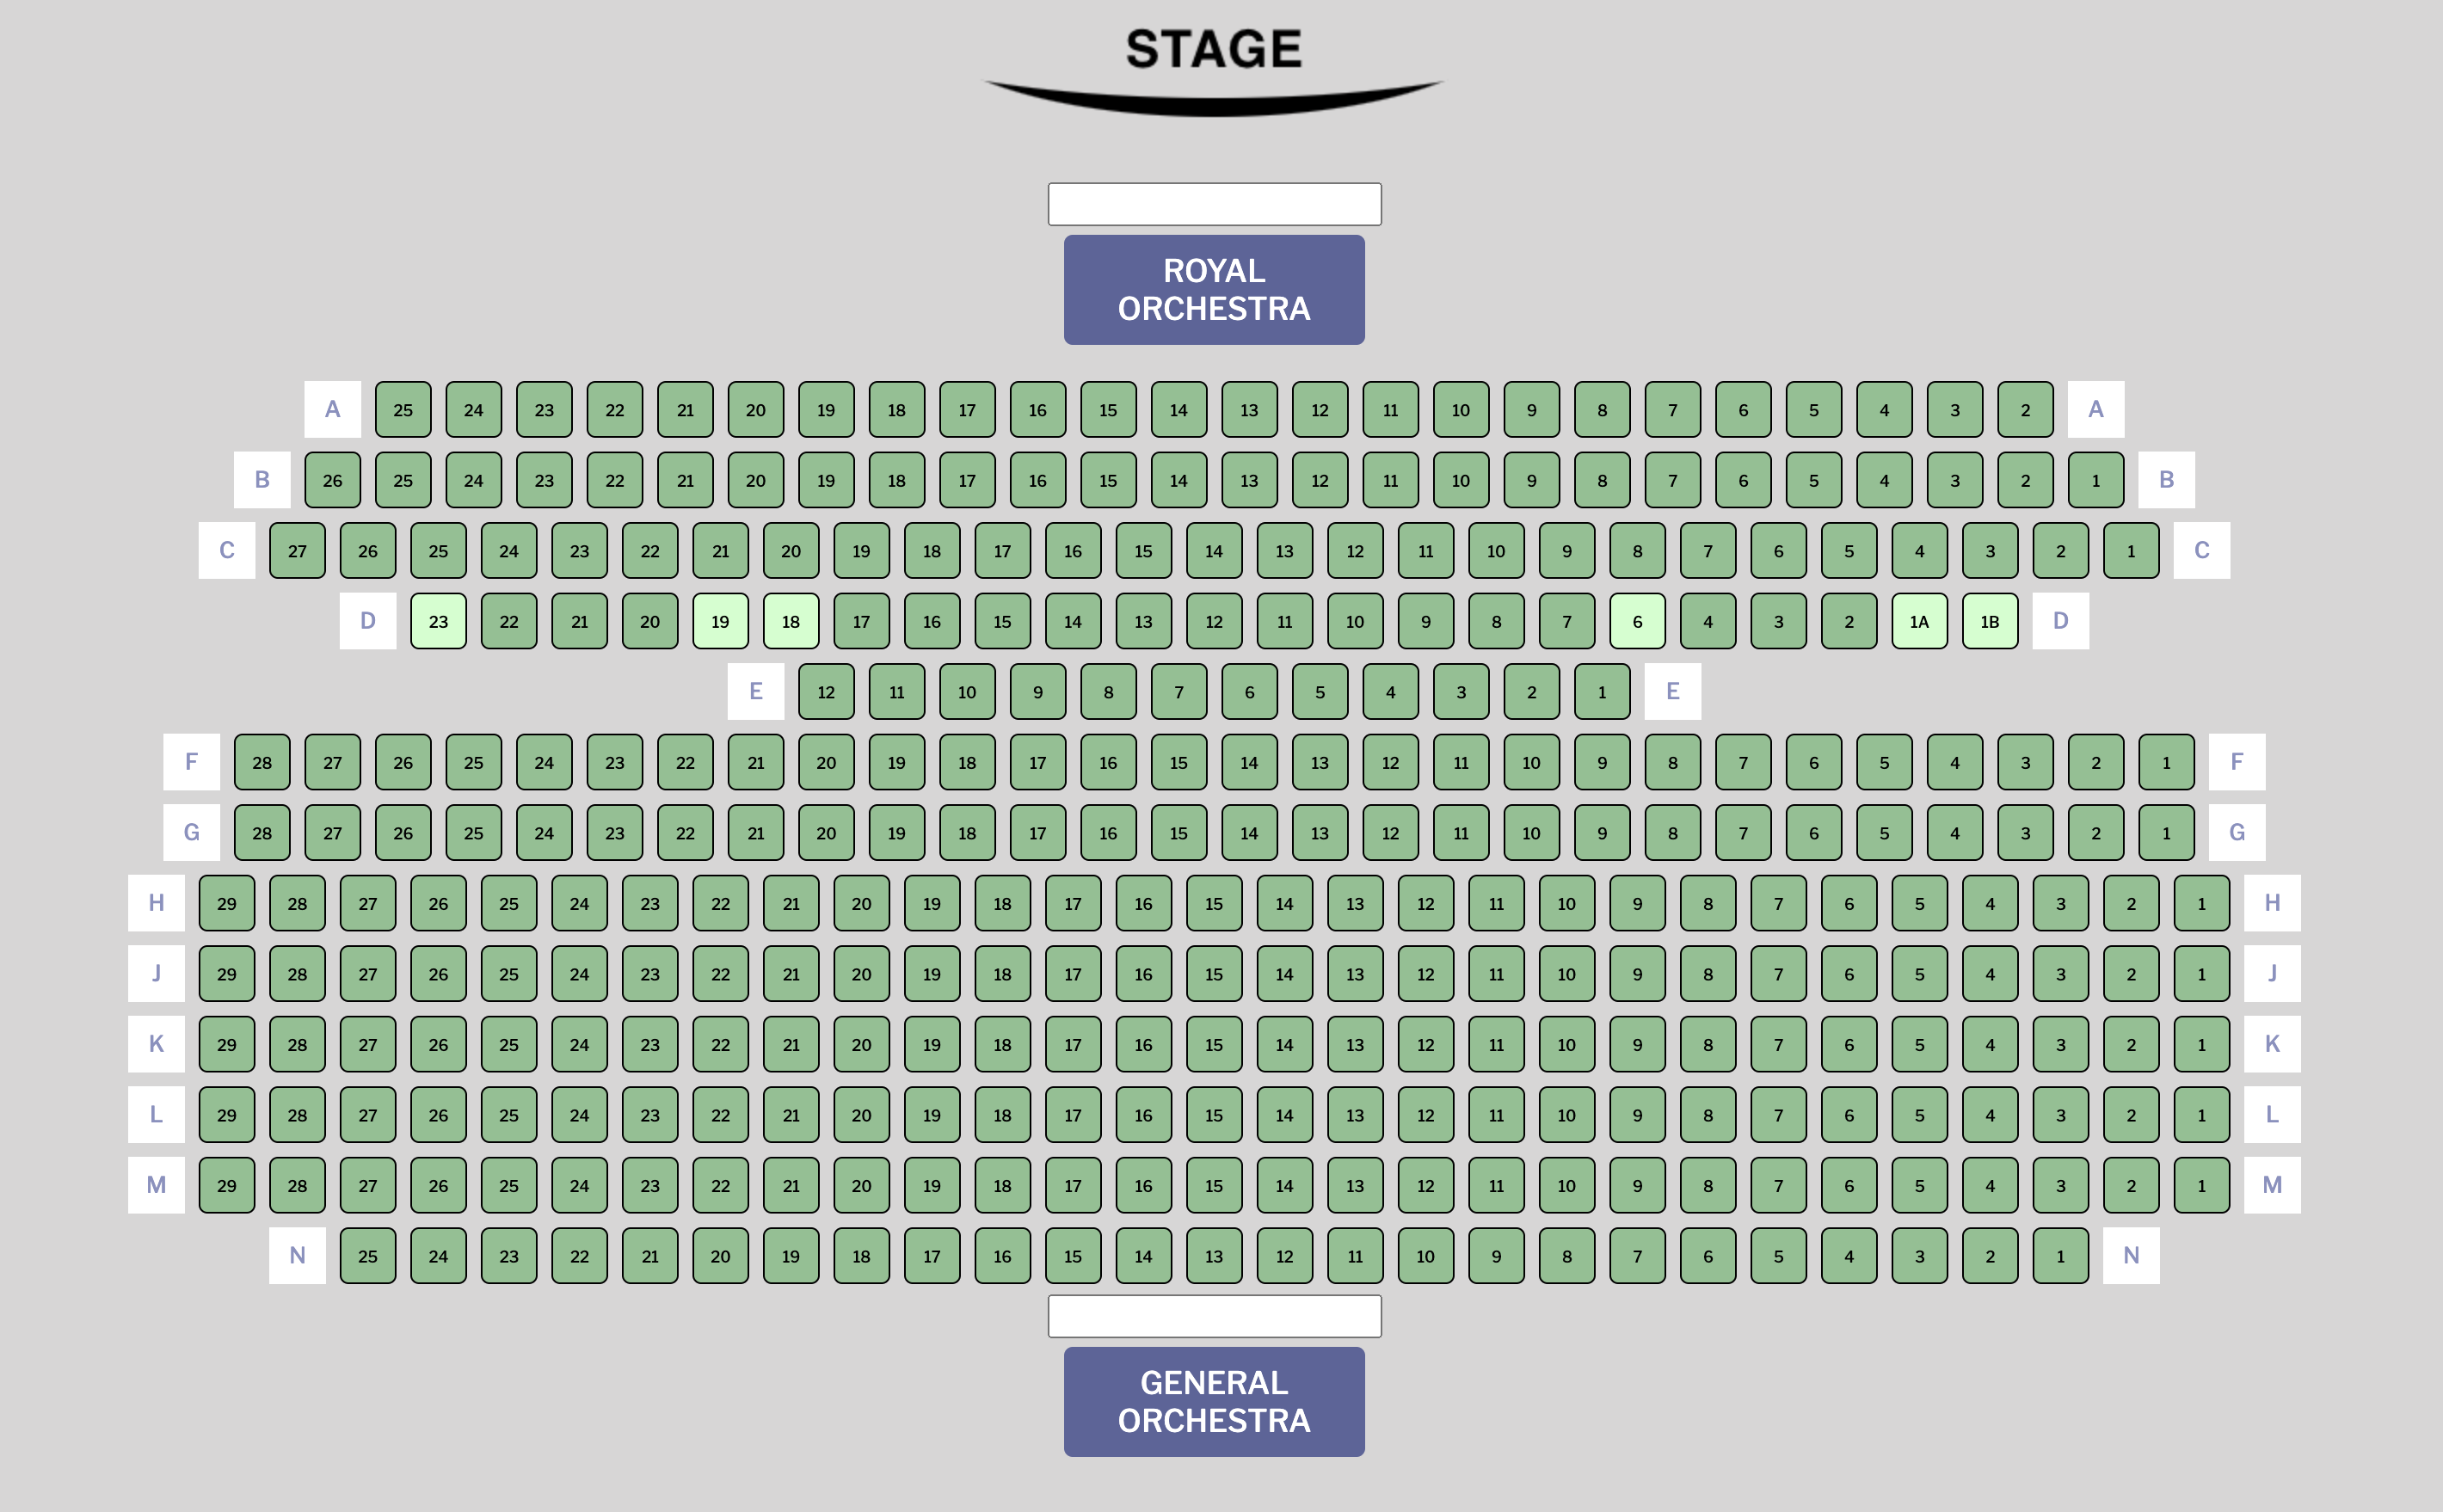 STAGE
ROYAL
ORCHESTRA
A 25 24 23 22 21 20 19 18 17 16 15 14 13 12 11 10 9 8 7 6 5 4 3 2 A
B 26 25 24 23 22 21 20 19 18 17 16 15 14 13 12 11 10 9 8 7 6 5 4 3 2 1 B
C 27 26 25 24 23 22 21 20 19 18 17 16 15 14 13 12 11 10 9 8 7 6 5 4 3 2 1 C
D 23 22 21 20 19 18 17 16 15 14 13 12 11 10 9 8 7 6 4 3 2 1A 1B D
E 12 11 10 9 8 7 6 5 4 3 2 1 E
F 28 27 26 25 24 23 22 21 20 19 18 17 16 15 14 13 12 11 10 9 8 7 6 5 4 3 2 1 F
G 28 27 26 25 24 23 22 21 20 19 18 17 16 15 14 13 12 11 10 9 8 7 6 5 4 3 2 1 G
H 29 28 27 26 25 24 23 22 21 20 19 18 17 16 15 14 13 12 11 10 9 8 7 6 5 4 3 2 1 H
J 29 28 27 26 25 24 23 22 21 20 19 18 17 16 15 14 13 12 11 10 9 8 7 6 5 4 3 2 1 J
K 29 28 27 26 25 24 23 22 21 20 19 18 17 16 15 14 13 12 11 10 9 8 7 6 5 4 3 2 1 K
L 29 28 27 26 25 24 23 22 21 20 19 18 17 16 15 14 13 12 11 10 9 8 7 6 5 4 3 2 1 L
M 29 28 27 26 25 24 23 22 21 20 19 18 17 16 15 14 13 12 11 10 9 8 7 6 5 4 3 2 1 M
N 25 24 23 22 21 20 19 18 17 16 15 14 13 12 11 10 9 8 7 6 5 4 3 2 1 N
GENERAL
ORCHESTRA